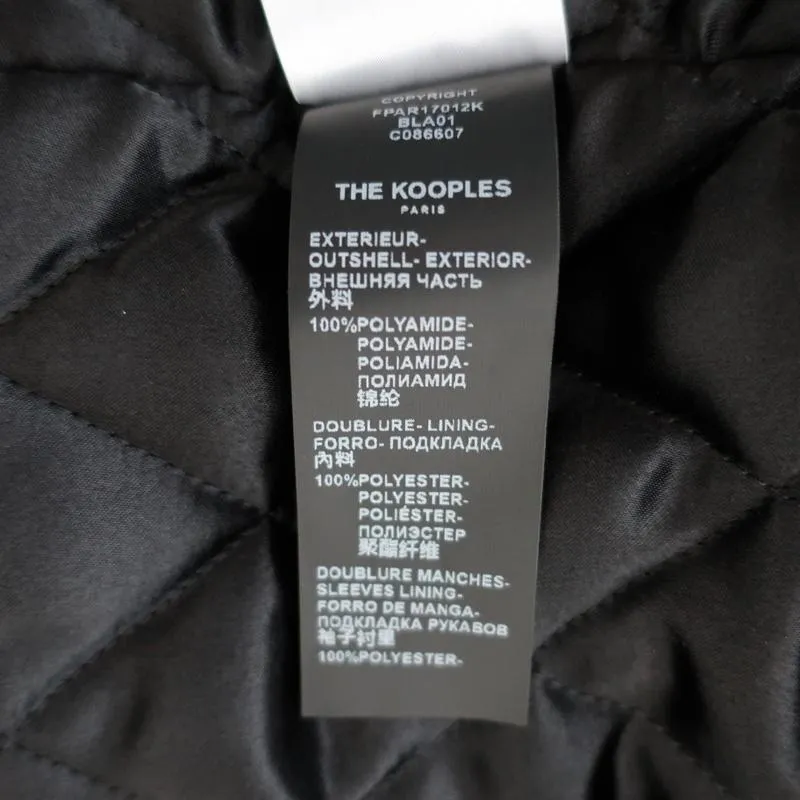 COPYRIGHT
FPAR17012K
BLA01
C086607
THE KOOPLES
PARIS
EXTERIEUR-
OUTSHELL- EXTERIOR-
ВНЕШНЯЯ ЧАСТЬ
外料
100%POLYAMIDE-
POLYAMIDE-
POLIAMIDA-
ПОЛИАМИД
锦纶
DOUBLURE- LINING-
FORRO- ПОДКЛАДКА
內料
100%POLYESTER-
POLYESTER-
POLIÉSTER-
ПОЛИЭСТЕР
聚酯纤维
DOUBLURE MANCHES-
SLEEVES LINING-
FORRO DE MANGA-
ПОДКЛАДКА РУКАВОВ
袖子衬里
100%POLYESTER-